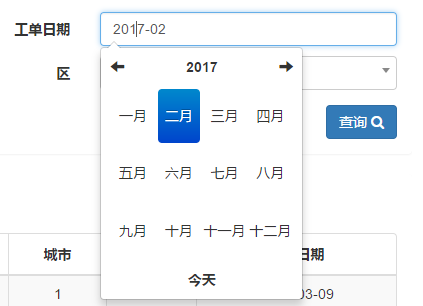 工单日期 2017-02
2017
区
一月 二月 三月 四月
查询
五月 六月 七月 八月
九月 十月 十一月 十二月
城市 日期
今天
1 03-09